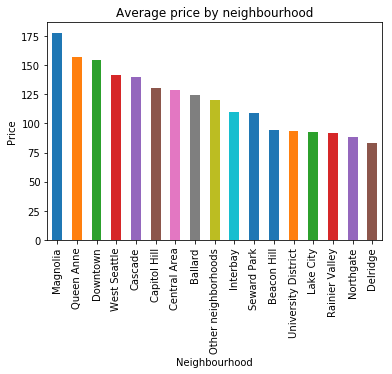 Average price by neighbourhood
Price
175
150
125
100
75
50
25
0
Magnolia
Queen Anne
Downtown
West Seattle
Cascade
Capitol Hill
Central Area
Ballard
Other neighborhoods
Interbay
Seward Park
Beacon Hill
University District
Lake City
Rainier Valley
Northgate
Delridge
Neighbourhood